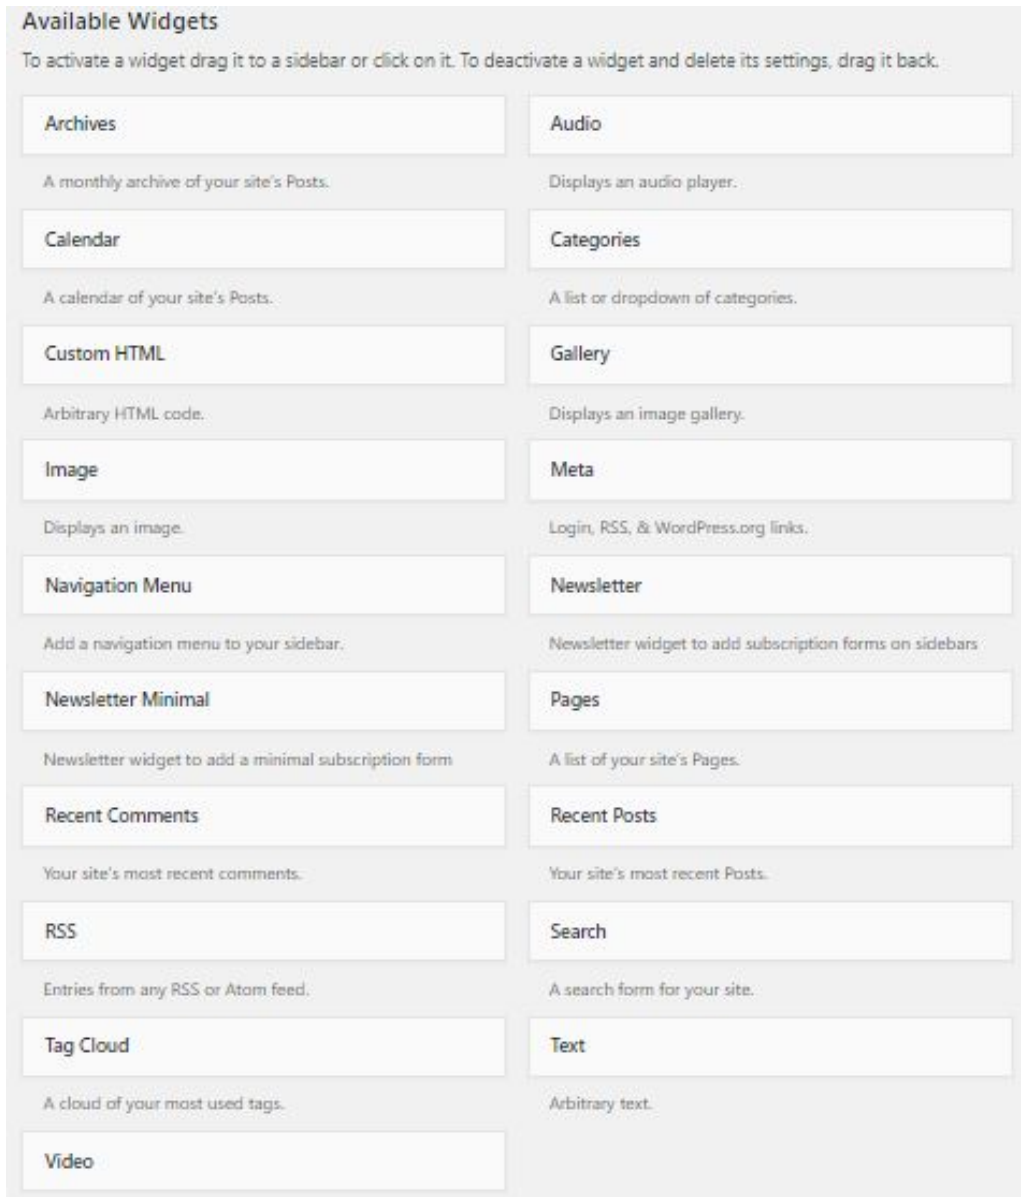 Available Widgets
To activate a widget drag it to a sidebar or click on it. To deactivate a widget and delete its settings, drag it back.
Archives
Audio
A monthly archive of your site's Posts.
Displays an audio player.
Calendar
Categories
A calendar of your site's Posts.
A list or dropdown of categories.
Custom HTML
Gallery
Arbitrary HTML code.
Displays an image gallery.
Image
Meta
Displays an image.
Login, RSS, & WordPress.org links.
Navigation Menu
Newsletter
Add a navigation menu to your sidebar.
Newsletter widget to add subscription forms on sidebars
Newsletter Minimal
Pages
Newsletter widget to add a minimal subscription form
A list of your site's Pages.
Recent Comments
Recent Posts
Your site's most recent comments.
Your site's most recent Posts.
RSS
Search
Entries from any RSS or Atom feed.
A search form for your site.
Tag Cloud
Text
A cloud of your most used tags.
Arbitrary text.
Video